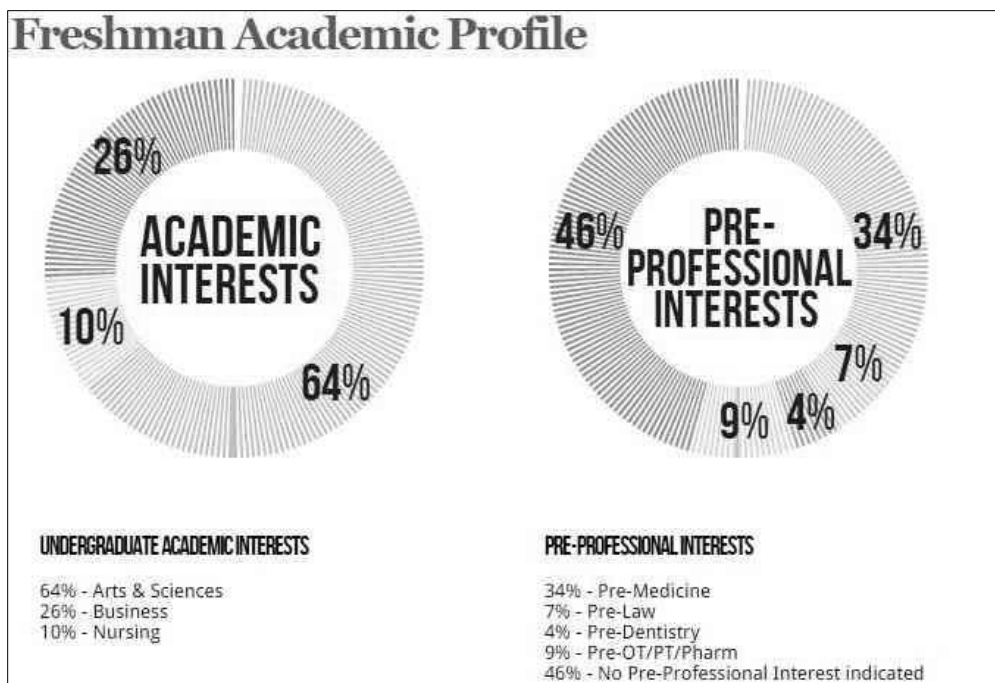 Freshman Academic Profile
26%
ACADEMIC
INTERESTS
10%
64%
46%
PRE-
PROFESSIONAL
INTERESTS
34%
7%
4%
9%
UNDERGRADUATE ACADEMIC INTERESTS
64% - Arts & Sciences
26% - Business
10% - Nursing
PRE-PROFESSIONAL INTERESTS
34% - Pre-Medicine
7% - Pre-Law
4% - Pre-Dentistry
9% - Pre-OT/PT/Pharm
46% - No Pre-Professional Interest indicated